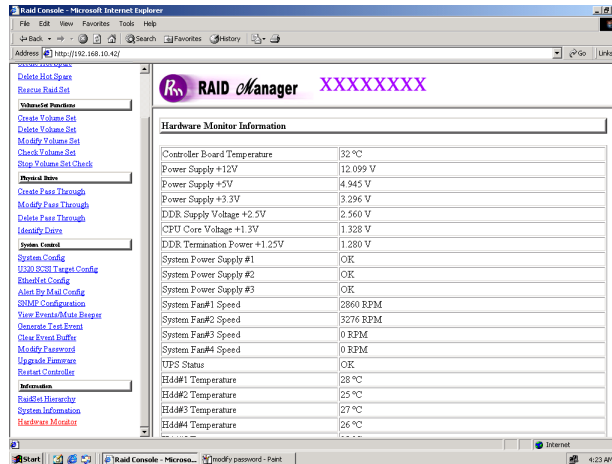 Raid Console - Microsoft Internet Explorer
File Edit View Favorites Tools Help
Back Search Favorites History
Address http://192.168.10.42/ Go Links
Create Hot Spare
Delete Hot Spare
Rescue Raid Set
VolumeSet Functions
Create Volume Set
Delete Volume Set
Modify Volume Set
Check Volume Set
Stop Volume Set Check
Physical Drive
Create Pass Through
Modify Pass Through
Delete Pass Through
Identify Drive
System Control
System Config
U320 SCSI Target Config
EtherNet Config
Alert By Mail Config
SNMP Configuration
View Events/Mute Beeper
Generate Test Event
Clear Event Buffer
Modify Password
Upgrade Firmware
Restart Controller
Information
RaidSet Hierarchy
System Information
Hardware Monitor
RM RAID Manager XXXXXXXX
Hardware Monitor Information
Controller Board Temperature 32 ºC
Power Supply +12V 12.099 V
Power Supply +5V 4.945 V
Power Supply +3.3V 3.296 V
DDR Supply Voltage +2.5V 2.560 V
CPU Core Voltage +1.3V 1.328 V
DDR Termination Power +1.25V 1.280 V
System Power Supply #1 OK
System Power Supply #2 OK
System Power Supply #3 OK
System Fan#1 Speed 2860 RPM
System Fan#2 Speed 3276 RPM
System Fan#3 Speed 0 RPM
System Fan#4 Speed 0 RPM
UPS Status OK
Hdd#1 Temperature 28 ºC
Hdd#2 Temperature 25 ºC
Hdd#3 Temperature 27 ºC
Hdd#4 Temperature 26 ºC
Internet
Start Raid Console - Microso... modify password - Paint 4:23 AM